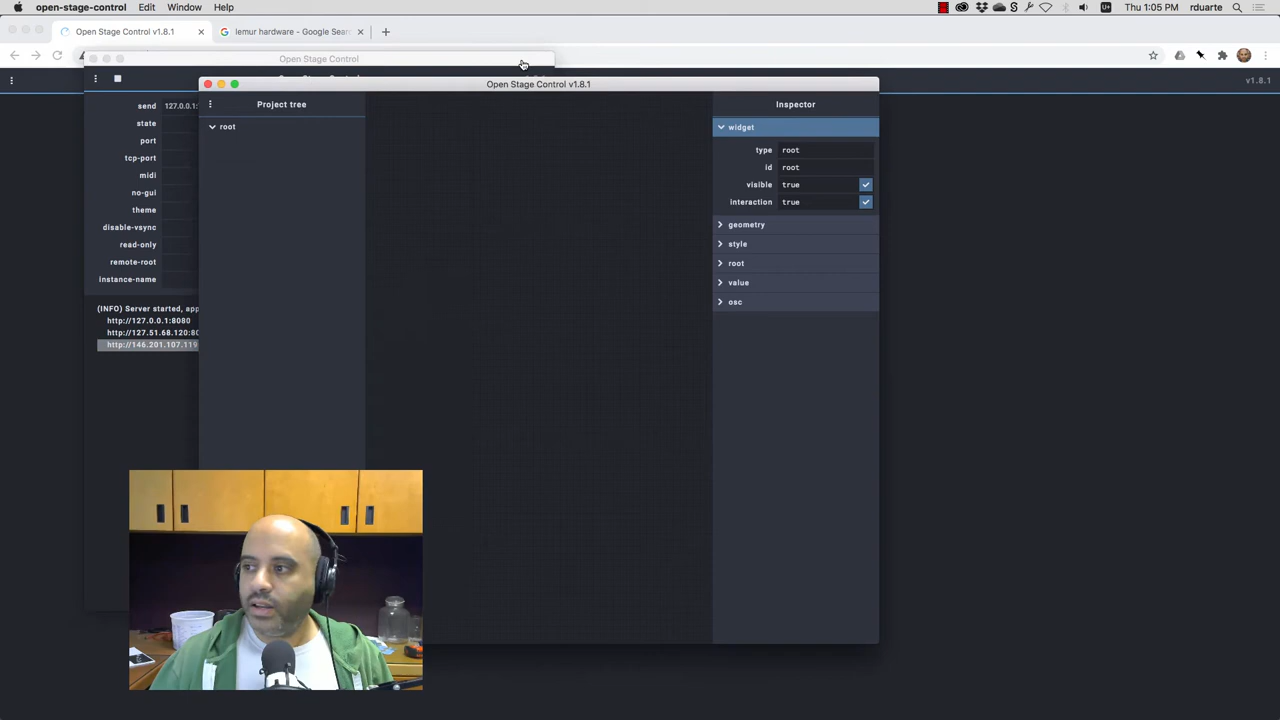 open-stage-control Edit Window Help
Thu 1:05 PM rduarte
Open Stage Control v1.8.1
lemur hardware - Google Sear
Open Stage Control
v1.8.1
Open Stage Control v1.8.1
send 127.0.0.1:
state
port
tcp-port
midi
no-gui
theme
disable-vsync
read-only
remote-root
instance-name
(INFO) Server started, app
http://127.0.0.1:8080
http://127.51.68.120:80
http://146.201.107.119
Project tree
root
Inspector
widget
type root
id root
visible true
interaction true
geometry
style
root
value
osc